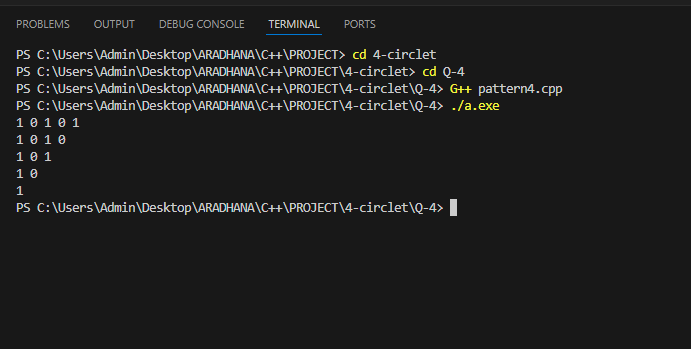 PROBLEMS OUTPUT DEBUG CONSOLE TERMINAL PORTS
PS C:\Users\Admin\Desktop\ARADHANA\C++\PROJECT> cd 4-circlet
PS C:\Users\Admin\Desktop\ARADHANA\C++\PROJECT\4-circlet> cd Q-4
PS C:\Users\Admin\Desktop\ARADHANA\C++\PROJECT\4-circlet\Q-4> G++ pattern4.cpp
PS C:\Users\Admin\Desktop\ARADHANA\C++\PROJECT\4-circlet\Q-4> ./a.exe
1 0 1 0 1
1 0 1 0
1 0 1
1 0
1
PS C:\Users\Admin\Desktop\ARADHANA\C++\PROJECT\4-circlet\Q-4>